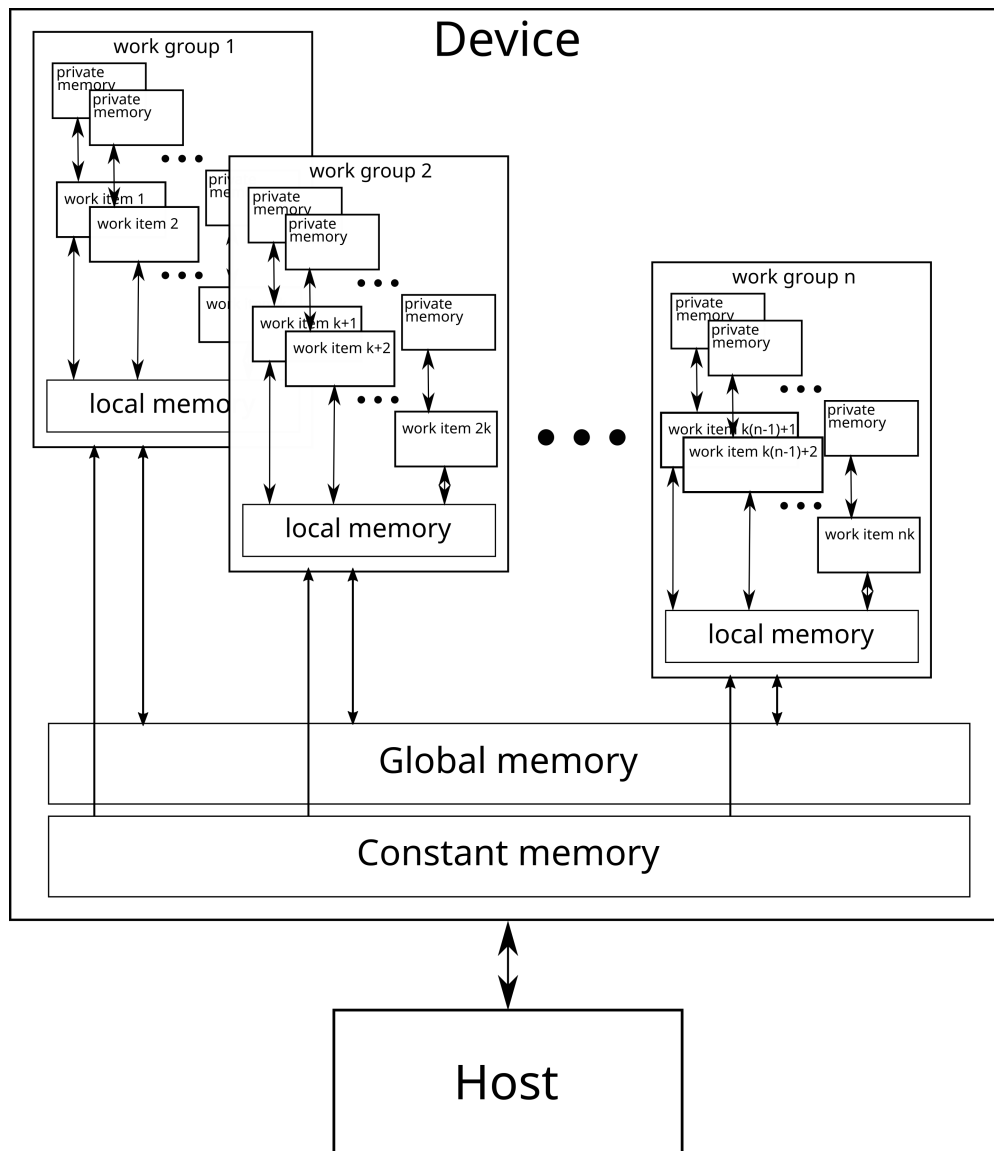 Device
work group 1
private
memory
private
memory
work item 1
work item 2
work group 2
private
memory
private
memory
work item k+1
work item k+2
private
memory
work item 2k
local memory
work group n
private
memory
private
memory
work item k(n-1)+1
work item k(n-1)+2
private
memory
work item nk
local memory
Global memory
Constant memory
Host